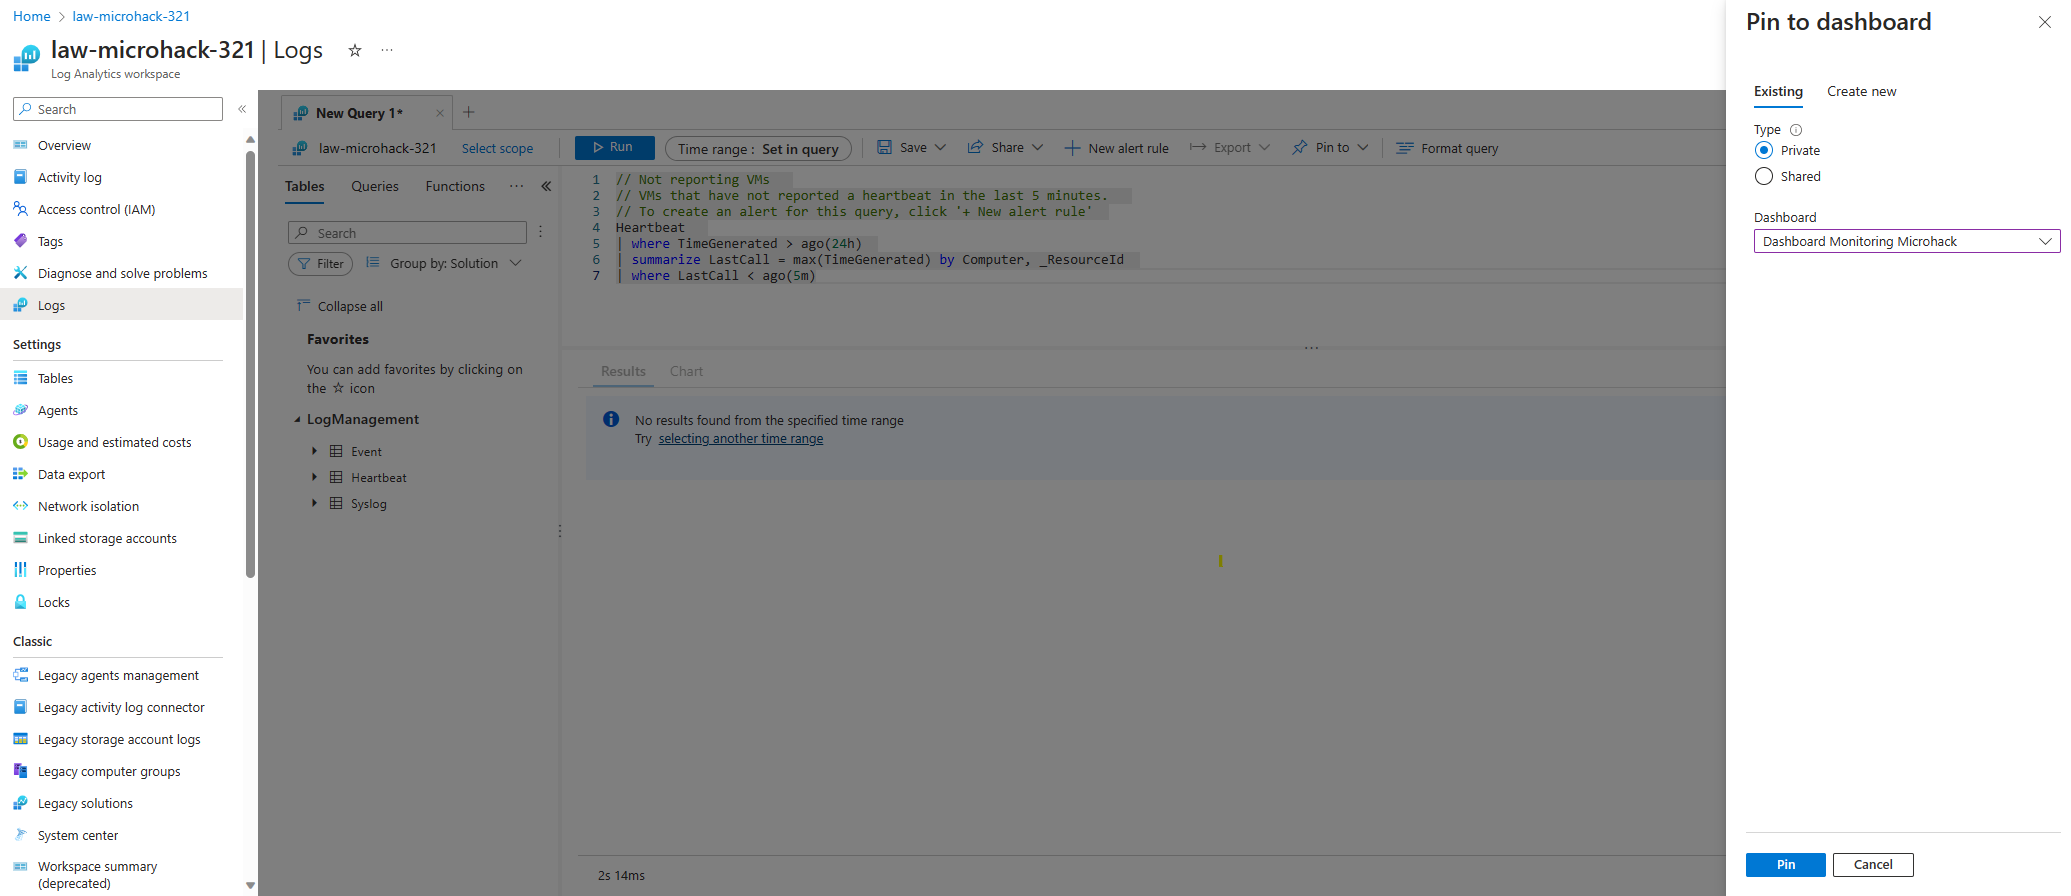 Home > law-microhack-321
law-microhack-321 | Logs
Log Analytics workspace
Search
Overview
Activity log
Access control (IAM)
Tags
Diagnose and solve problems
Logs
Settings
Tables
Agents
Usage and estimated costs
Data export
Network isolation
Linked storage accounts
Properties
Locks
Classic
Legacy agents management
Legacy activity log connector
Legacy storage account logs
Legacy computer groups
Legacy solutions
System center
Workspace summary
(deprecated)
New Query 1*
law-microhack-321 Select scope Run Time range : Set in query Save Share New alert rule Export Pin to Format query
Tables Queries Functions
Search
Filter Group by: Solution
Collapse all
Favorites
You can add favorites by clicking on
the ☆ icon
LogManagement
Event
Heartbeat
Syslog
1 // Not reporting VMs
2 // VMs that have not reported a heartbeat in the last 5 minutes.
3 // To create an alert for this query, click '+ New alert rule'
4 Heartbeat
5 | where TimeGenerated > ago(24h)
6 | summarize LastCall = max(TimeGenerated) by Computer, _ResourceId
7 | where LastCall < ago(5m)
Results Chart
No results found from the specified time range
Try selecting another time range
2s 14ms
Pin to dashboard
Existing Create new
Type
Private
Shared
Dashboard
Dashboard Monitoring Microhack
Pin Cancel